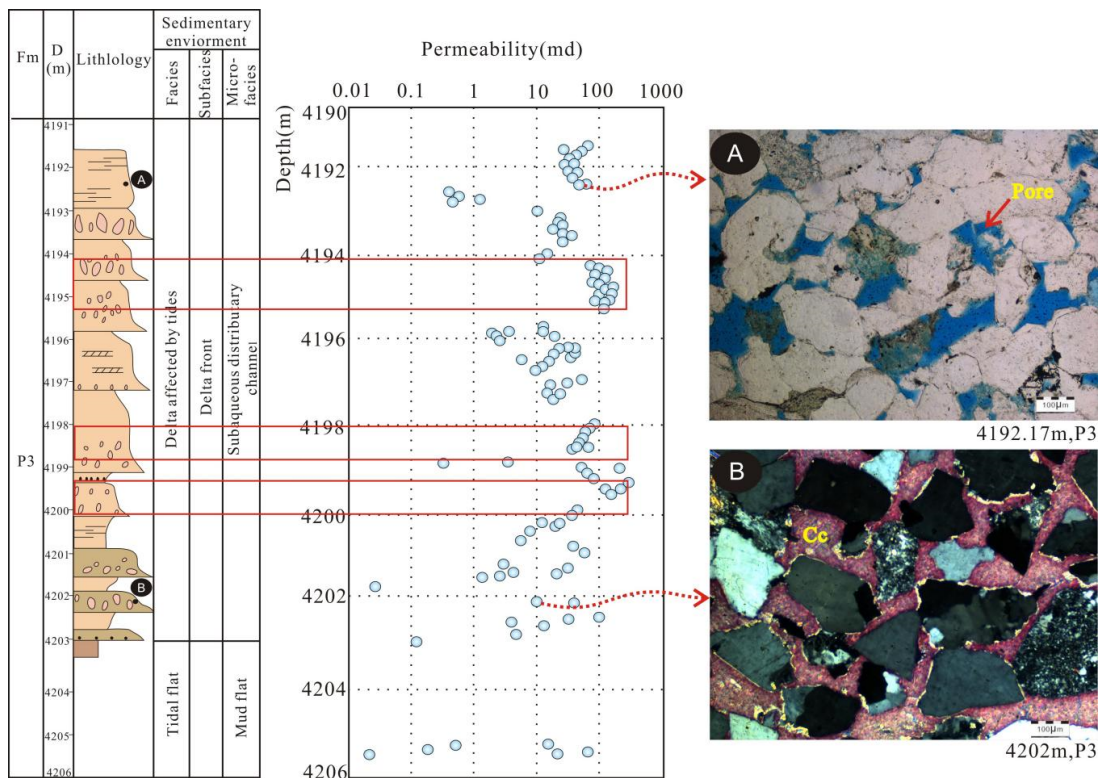 Fm
D
(m)
Lithlology
Sedimentary
enviorment
Facies
Subfacies
Micro-
facies
4191
4192
4193
4194
4195
4196
4197
4198
4199
4200
4201
4202
4203
4204
4205
4206
P3
A
B
Delta affected by tides
Delta front
Subaqueous distributary
channel
Tidal flat
Mud flat
Permeability(md)
0.01 0.1 1 10 100 1000
Depth(m)
4190
4192
4194
4196
4198
4200
4202
4204
4206
A
Pore
100μm
4192.17m,P3
B
Cc
100μm
4202m,P3